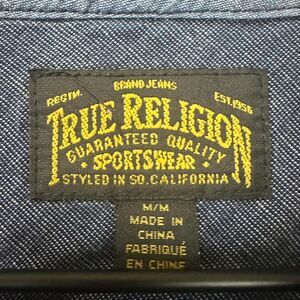 BRAND JEANS
REGTM. EST. 1956
TRUE RELIGION
GUARANTEED QUALITY
• SPORTSWEAR •
STYLED IN SO. CALIFORNIA
M/M
MADE IN
CHINA
FABRIQUÉ
EN CHINE